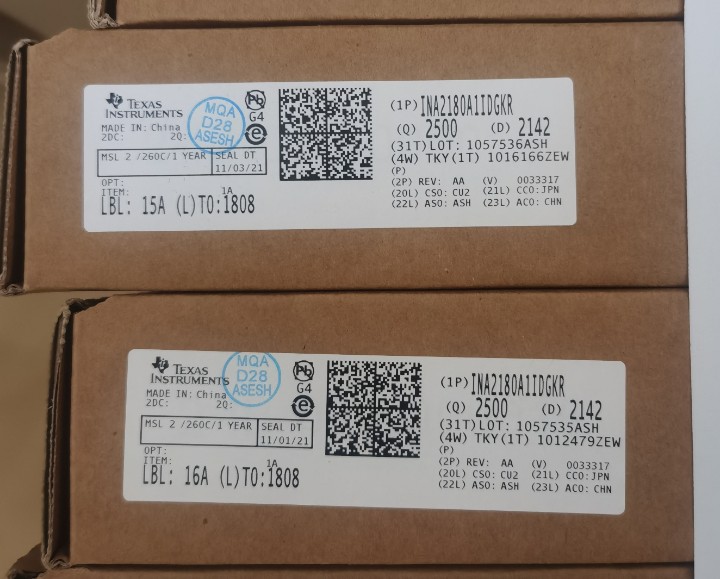 TEXAS
INSTRUMENTS
MADE IN: China
2DC: 2Q:
MQA
D28
ASESH
Pb
G4
e
MSL 2 /260C/1 YEAR
SEAL DT
11/03/21
OPT:
ITEM: 1A
LBL: 15A (L)TO:1808
(1P) INA2180A1IDGKR
(Q) 2500 (D) 2142
(31T)LOT: 1057536ASH
(4W) TKY(1T) 1016166ZEW
(P)
(2P) REV: AA (V) 0033317
(20L) CSO: CU2 (21L) CCO:JPN
(22L) ASO: ASH (23L) ACO: CHN
TEXAS
INSTRUMENTS
MADE IN: China
2DC: 2Q:
MQA
D28
ASESH
Pb
G4
e
MSL 2 /260C/1 YEAR
SEAL DT
11/01/21
OPT:
ITEM: 1A
LBL: 16A (L)TO:1808
(1P) INA2180A1IDGKR
(Q) 2500 (D) 2142
(31T)LOT: 1057535ASH
(4W) TKY(1T) 1012479ZEW
(P)
(2P) REV: AA (V) 0033317
(20L) CSO: CU2 (21L) CCO:JPN
(22L) ASO: ASH (23L) ACO: CHN